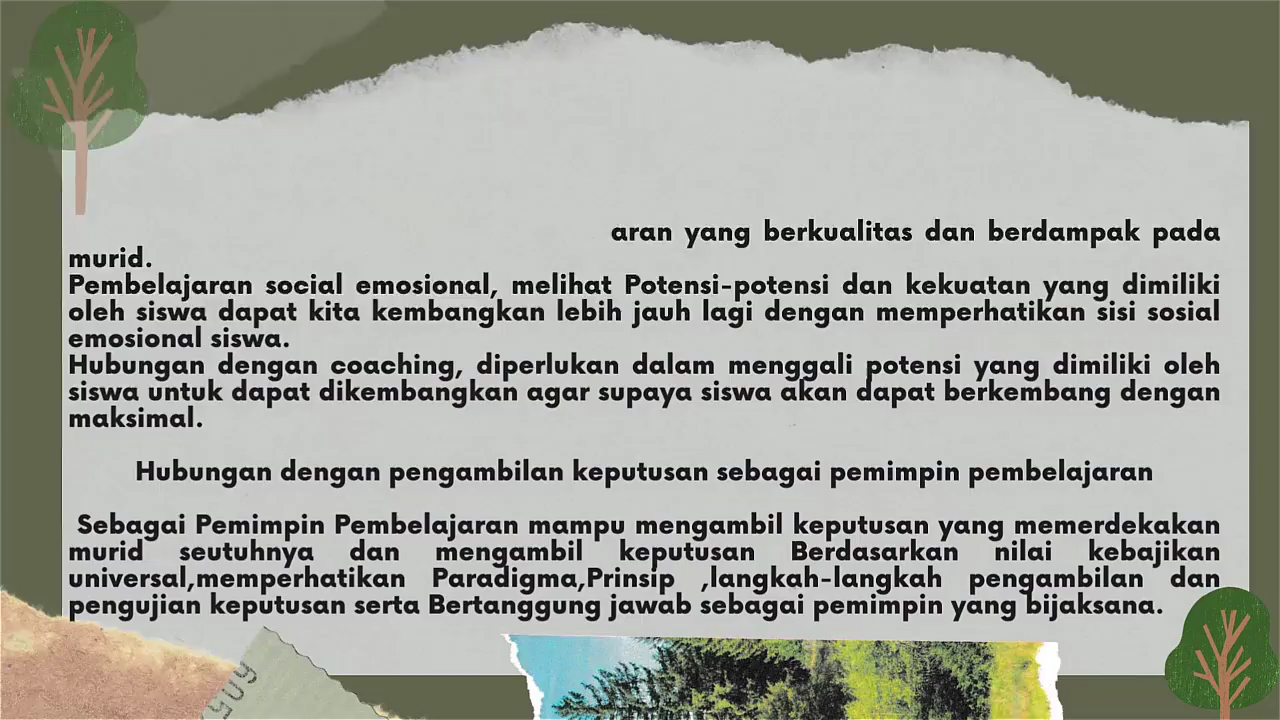 aran yang berkualitas dan berdampak pada
murid.
Pembelajaran social emosional, melihat Potensi-potensi dan kekuatan yang dimiliki
oleh siswa dapat kita kembangkan lebih jauh lagi dengan memperhatikan sisi sosial
emosional siswa.
Hubungan dengan coaching, diperlukan dalam menggali potensi yang dimiliki oleh
siswa untuk dapat dikembangkan agar supaya siswa akan dapat berkembang dengan
maksimal.
Hubungan dengan pengambilan keputusan sebagai pemimpin pembelajaran
Sebagai Pemimpin Pembelajaran mampu mengambil keputusan yang memerdekakan
murid seutuhnya dan mengambil keputusan Berdasarkan nilai kebajikan
universal,memperhatikan Paradigma,Prinsip ,langkah-langkah pengambilan dan
pengujian keputusan serta Bertanggung jawab sebagai pemimpin yang bijaksana.